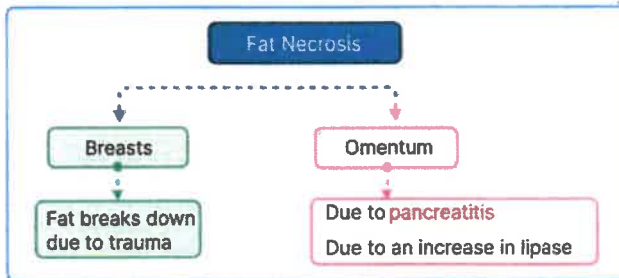 Fat Necrosis
Breasts
Omentum
Fat breaks down
due to trauma
Due to pancreatitis
Due to an increase in lipase